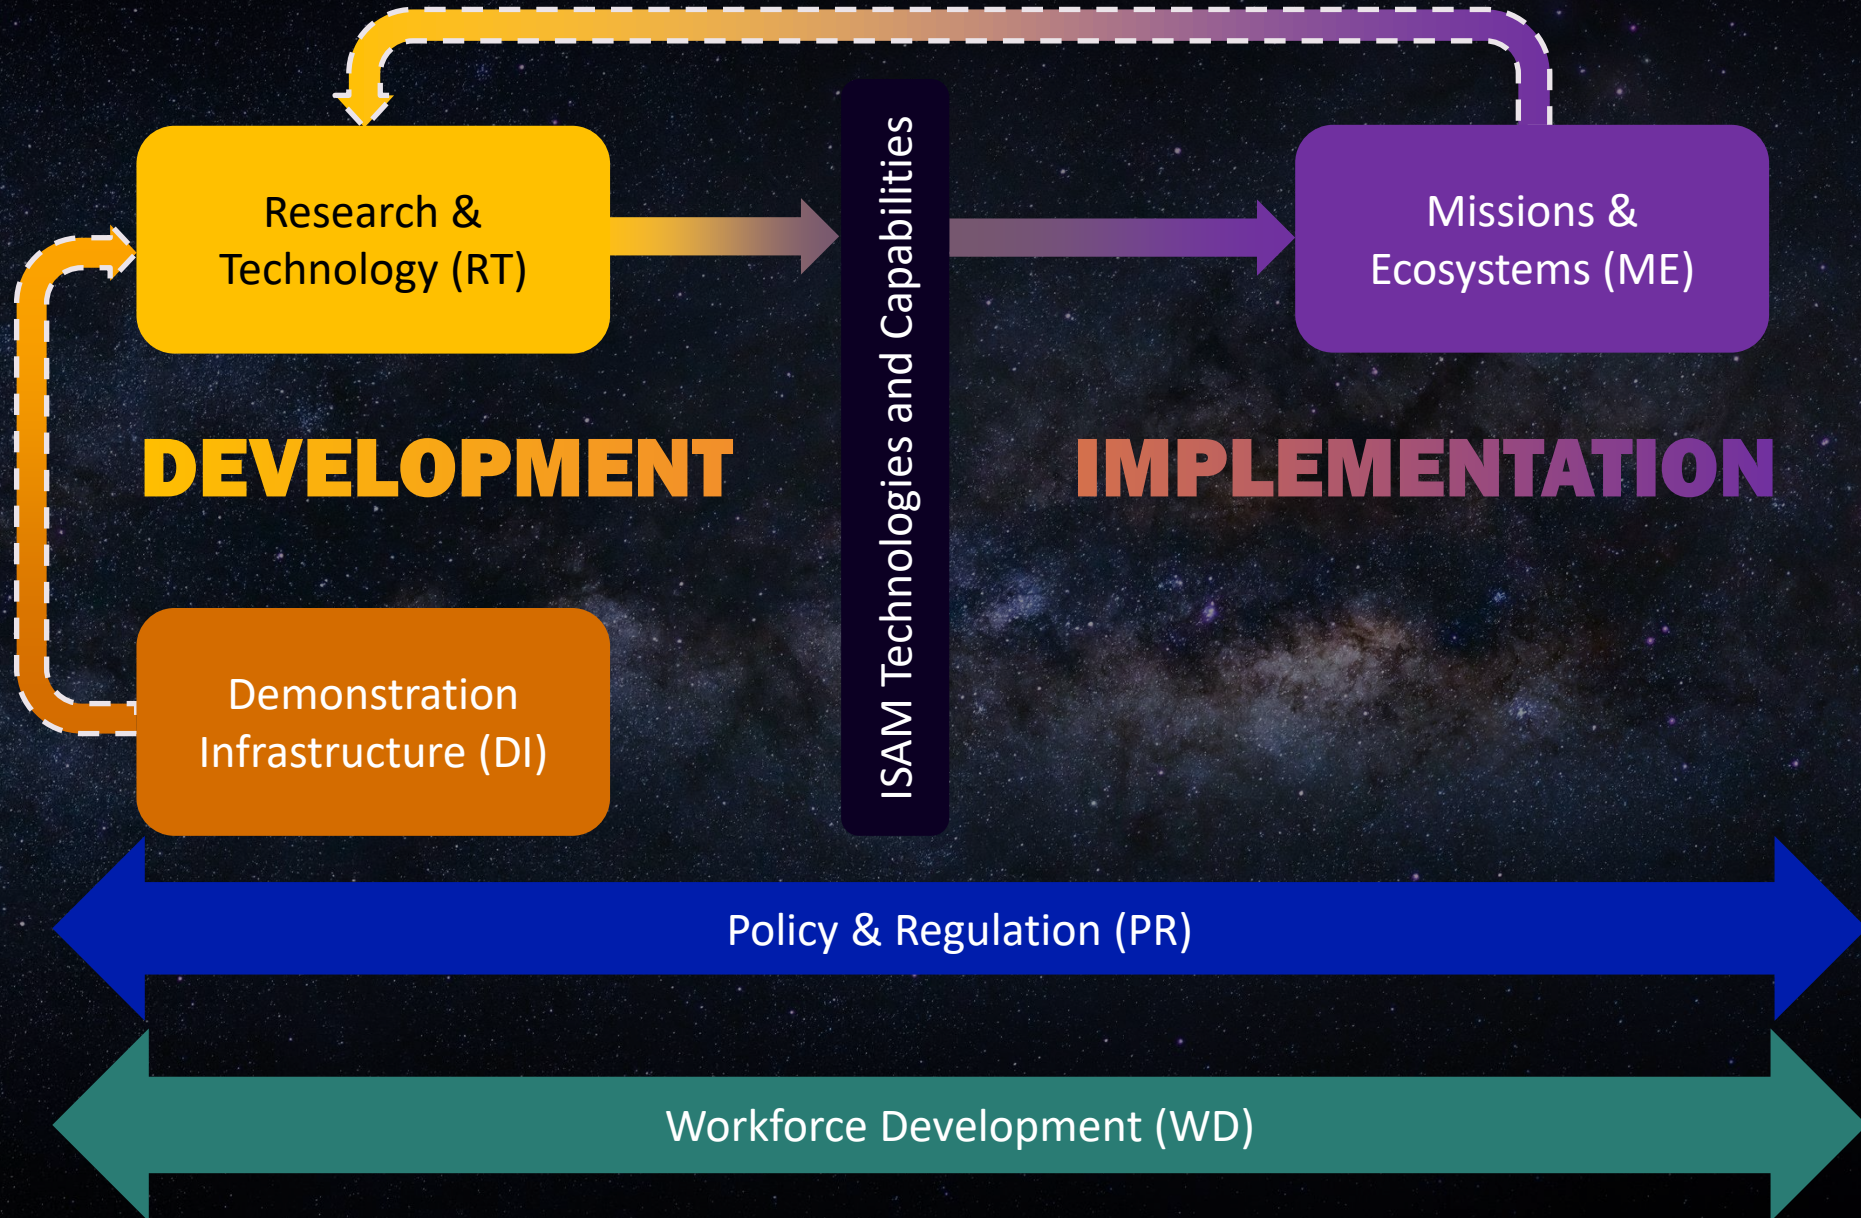 Research &
Technology (RT)
ISAM Technologies and Capabilities
Missions &
Ecosystems (ME)
DEVELOPMENT
IMPLEMENTATION
Demonstration
Infrastructure (DI)
Policy & Regulation (PR)
Workforce Development (WD)